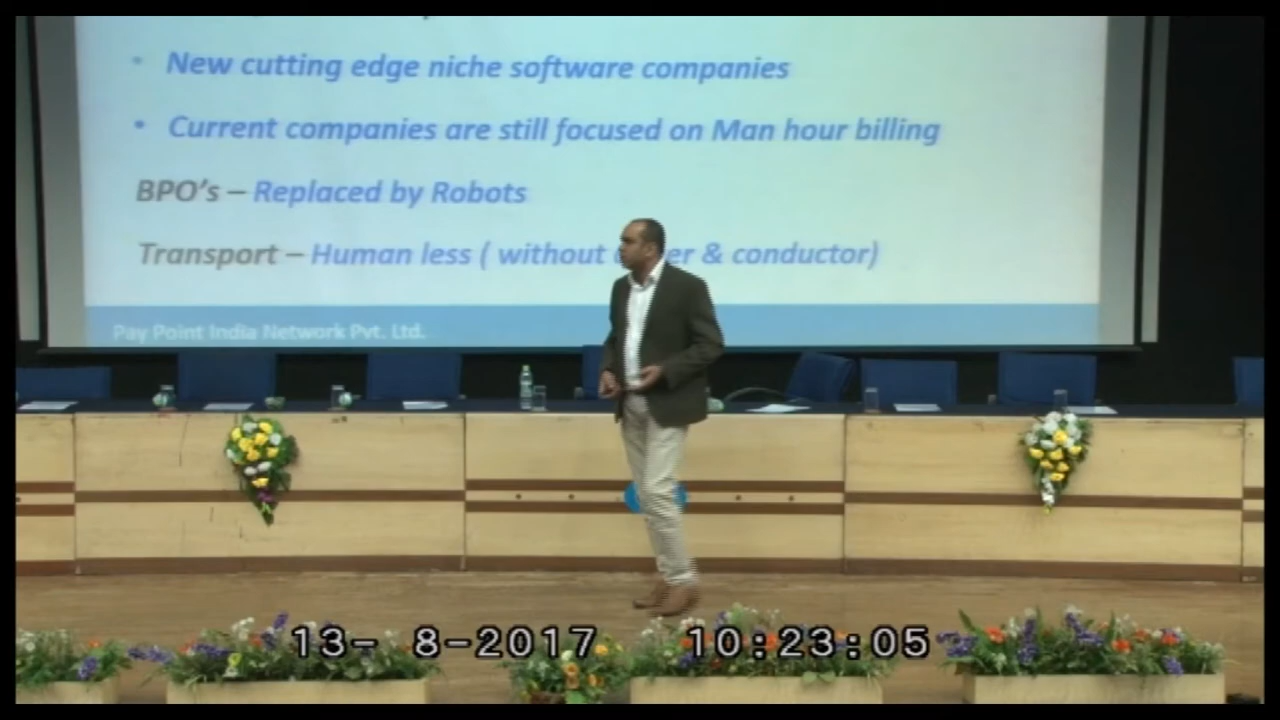 • New cutting edge niche software companies
• Current companies are still focused on Man hour billing
BPO's – Replaced by Robots
Transport – Human less ( without er & conductor)
Pay Point India Network Pvt. Ltd.
13- 8-2017 10:23:05